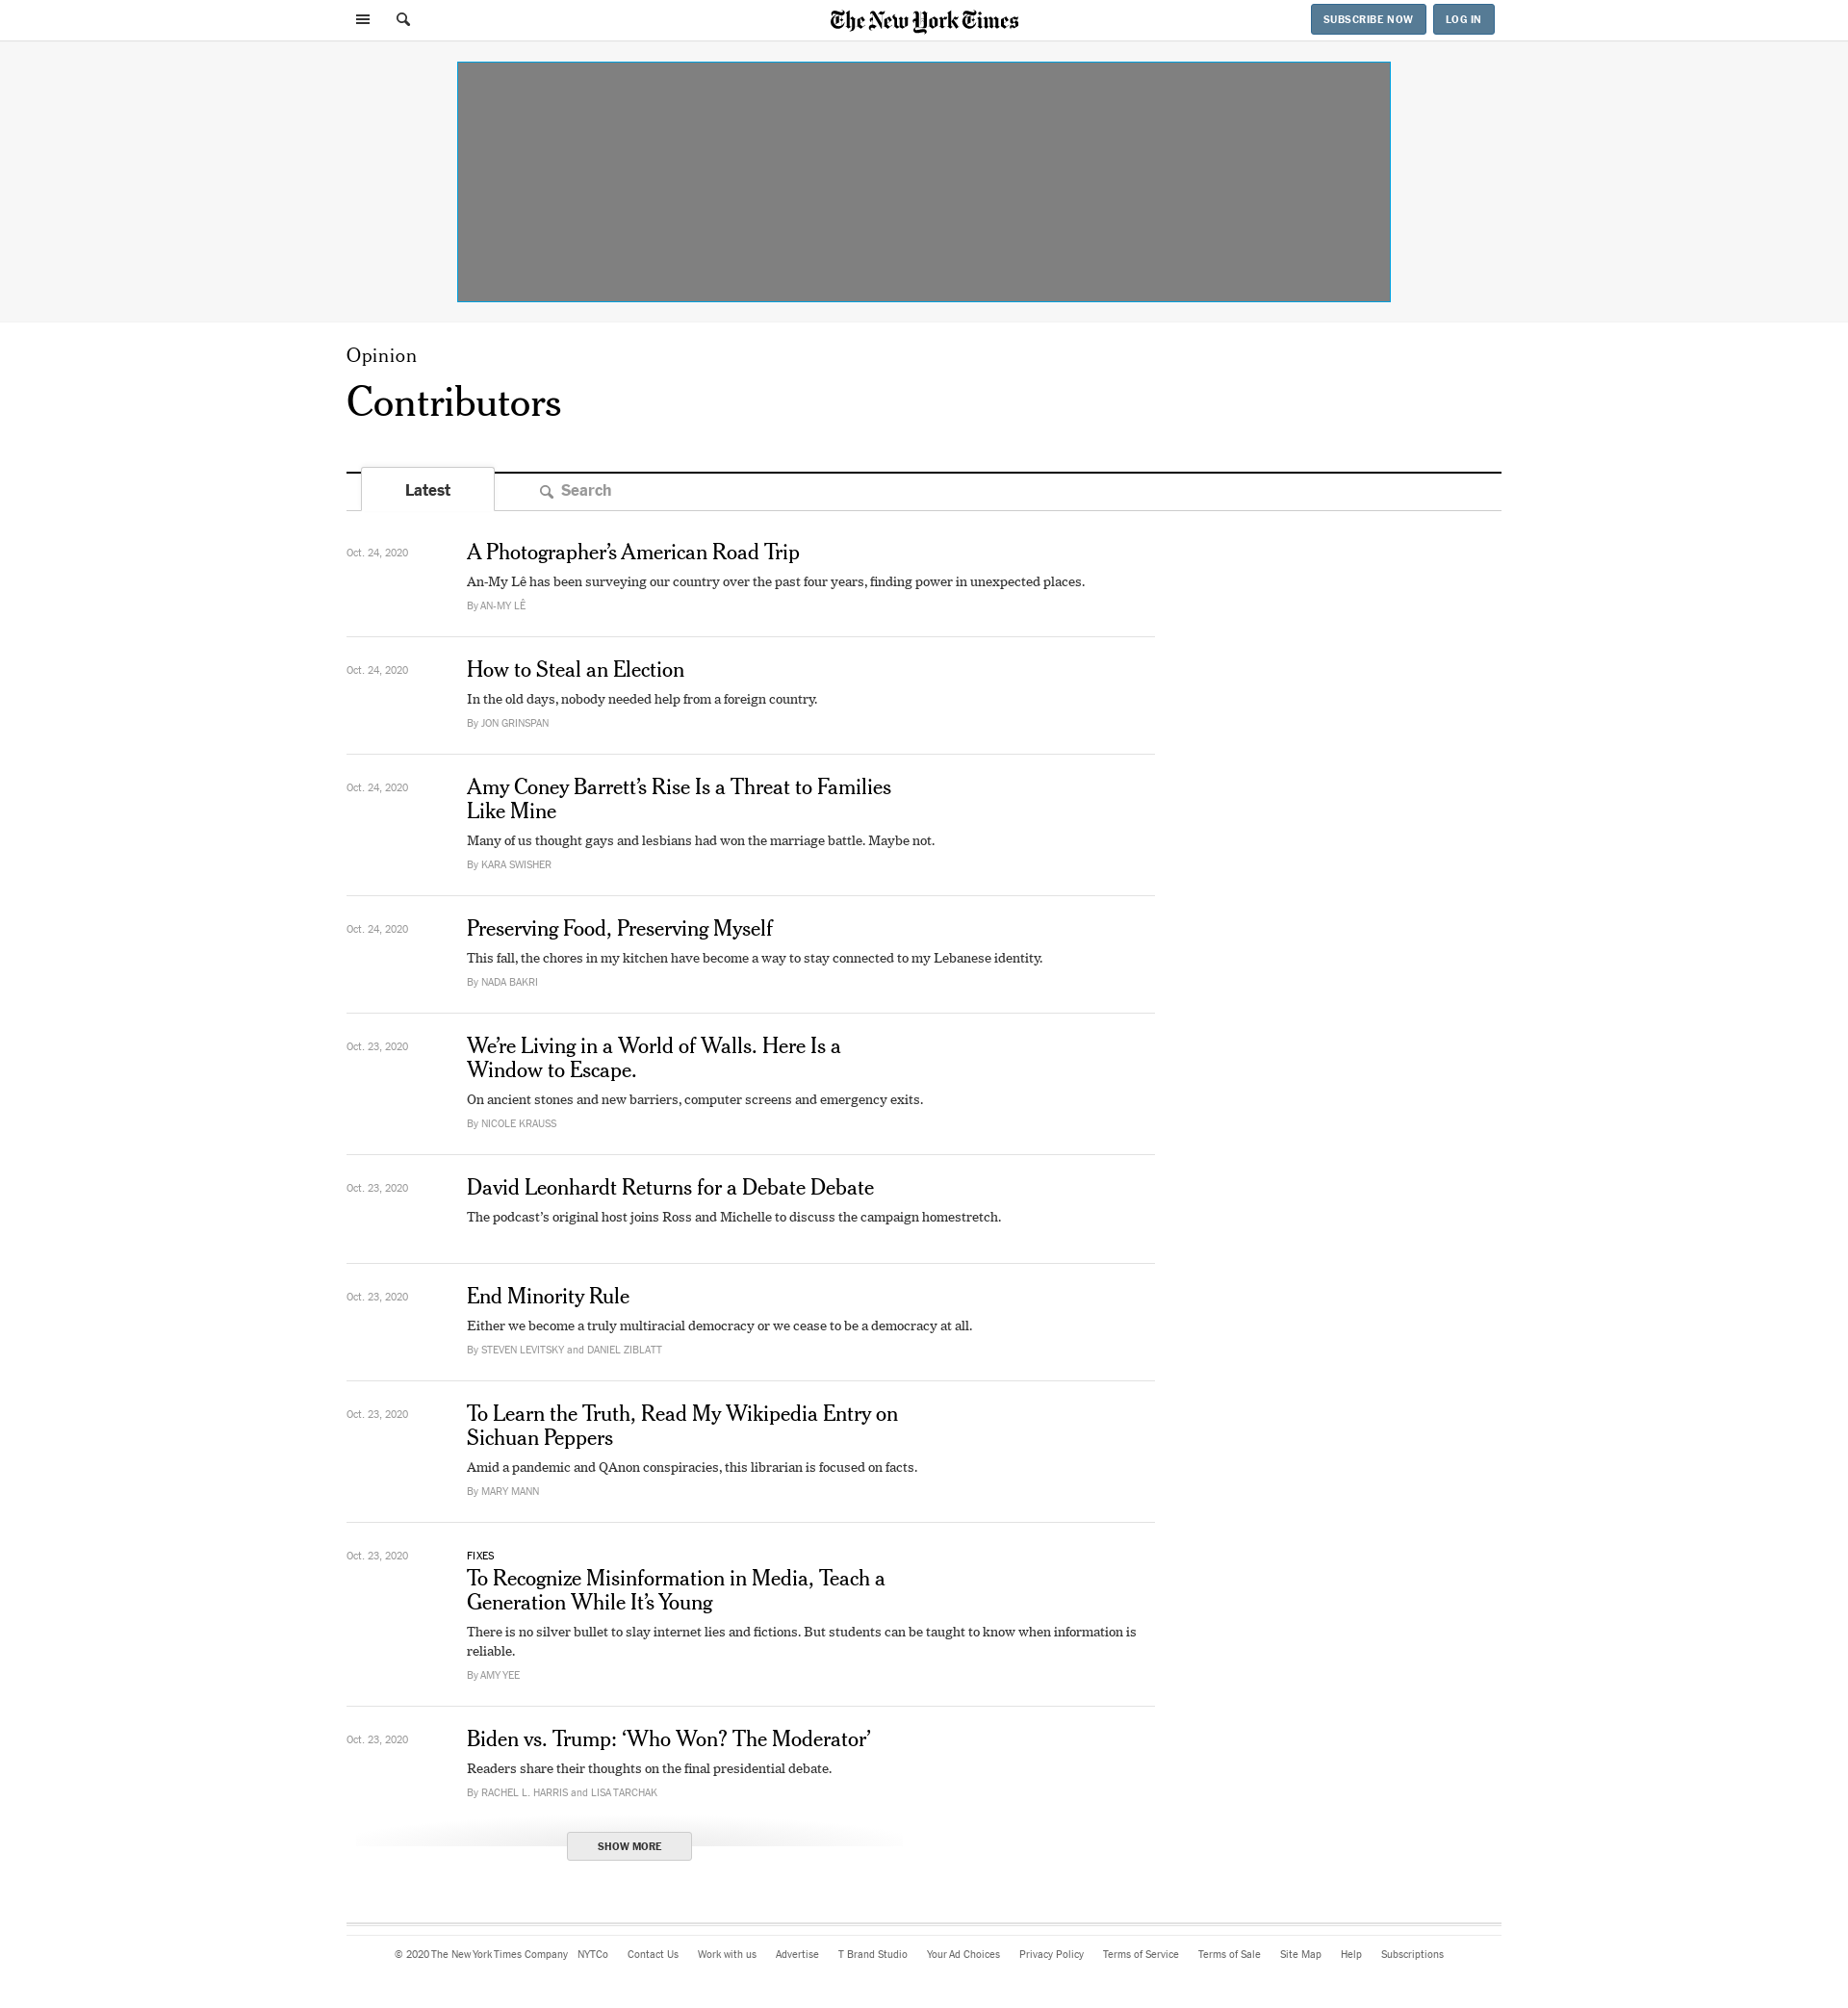 The New York Times
SUBSCRIBE NOW
LOG IN
Opinion
Contributors
Latest
Search
Oct. 24, 2020
A Photographer’s American Road Trip
An-My Lê has been surveying our country over the past four years, finding power in unexpected places.
By AN-MY LÊ
Oct. 24, 2020
How to Steal an Election
In the old days, nobody needed help from a foreign country.
By JON GRINSPAN
Oct. 24, 2020
Amy Coney Barrett’s Rise Is a Threat to Families
Like Mine
Many of us thought gays and lesbians had won the marriage battle. Maybe not.
By KARA SWISHER
Oct. 24, 2020
Preserving Food, Preserving Myself
This fall, the chores in my kitchen have become a way to stay connected to my Lebanese identity.
By NADA BAKRI
Oct. 23, 2020
We’re Living in a World of Walls. Here Is a
Window to Escape.
On ancient stones and new barriers, computer screens and emergency exits.
By NICOLE KRAUSS
Oct. 23, 2020
David Leonhardt Returns for a Debate Debate
The podcast’s original host joins Ross and Michelle to discuss the campaign homestretch.
Oct. 23, 2020
End Minority Rule
Either we become a truly multiracial democracy or we cease to be a democracy at all.
By STEVEN LEVITSKY and DANIEL ZIBLATT
Oct. 23, 2020
To Learn the Truth, Read My Wikipedia Entry on
Sichuan Peppers
Amid a pandemic and QAnon conspiracies, this librarian is focused on facts.
By MARY MANN
Oct. 23, 2020
FIXES
To Recognize Misinformation in Media, Teach a
Generation While It’s Young
There is no silver bullet to slay internet lies and fictions. But students can be taught to know when information is
reliable.
By AMY YEE
Oct. 23, 2020
Biden vs. Trump: ‘Who Won? The Moderator’
Readers share their thoughts on the final presidential debate.
By RACHEL L. HARRIS and LISA TARCHAK
SHOW MORE
© 2020 The New York Times Company NYTCo Contact Us Work with us Advertise T Brand Studio Your Ad Choices Privacy Policy Terms of Service Terms of Sale Site Map Help Subscriptions